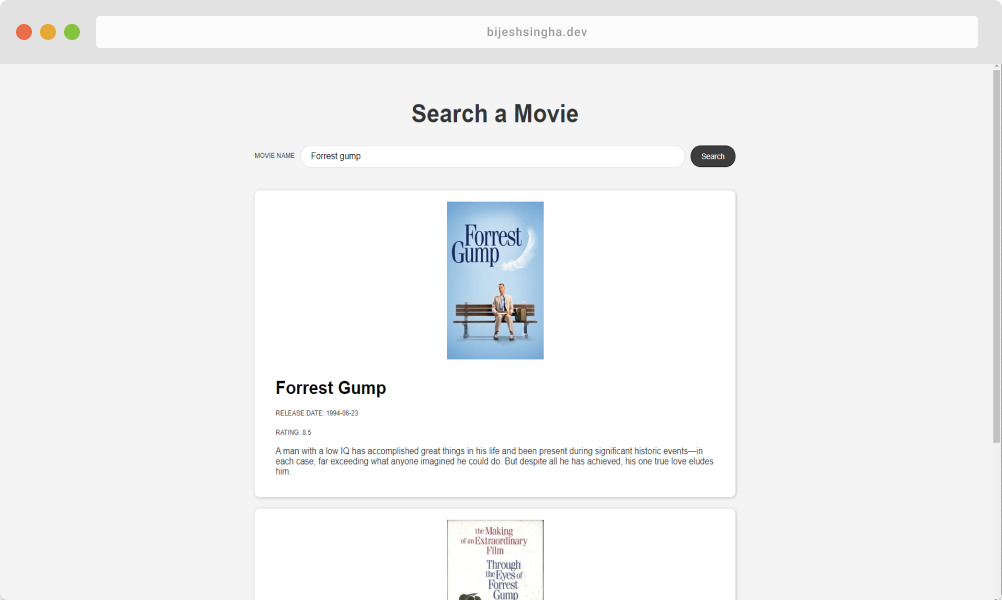 bijeshsingha.dev
Search a Movie
MOVIE NAME
Forrest gump
Search
Forrest
Gump
Forrest Gump
RELEASE DATE: 1994-06-23
RATING: 8.5
A man with a low IQ has accomplished great things in his life and been present during significant historic events—in
each case, far exceeding what anyone imagined he could do. But despite all he has achieved, his one true love eludes
him.
the Making
of an Extraordinary
Film
Through
the Eyes of
Forrest
Gump